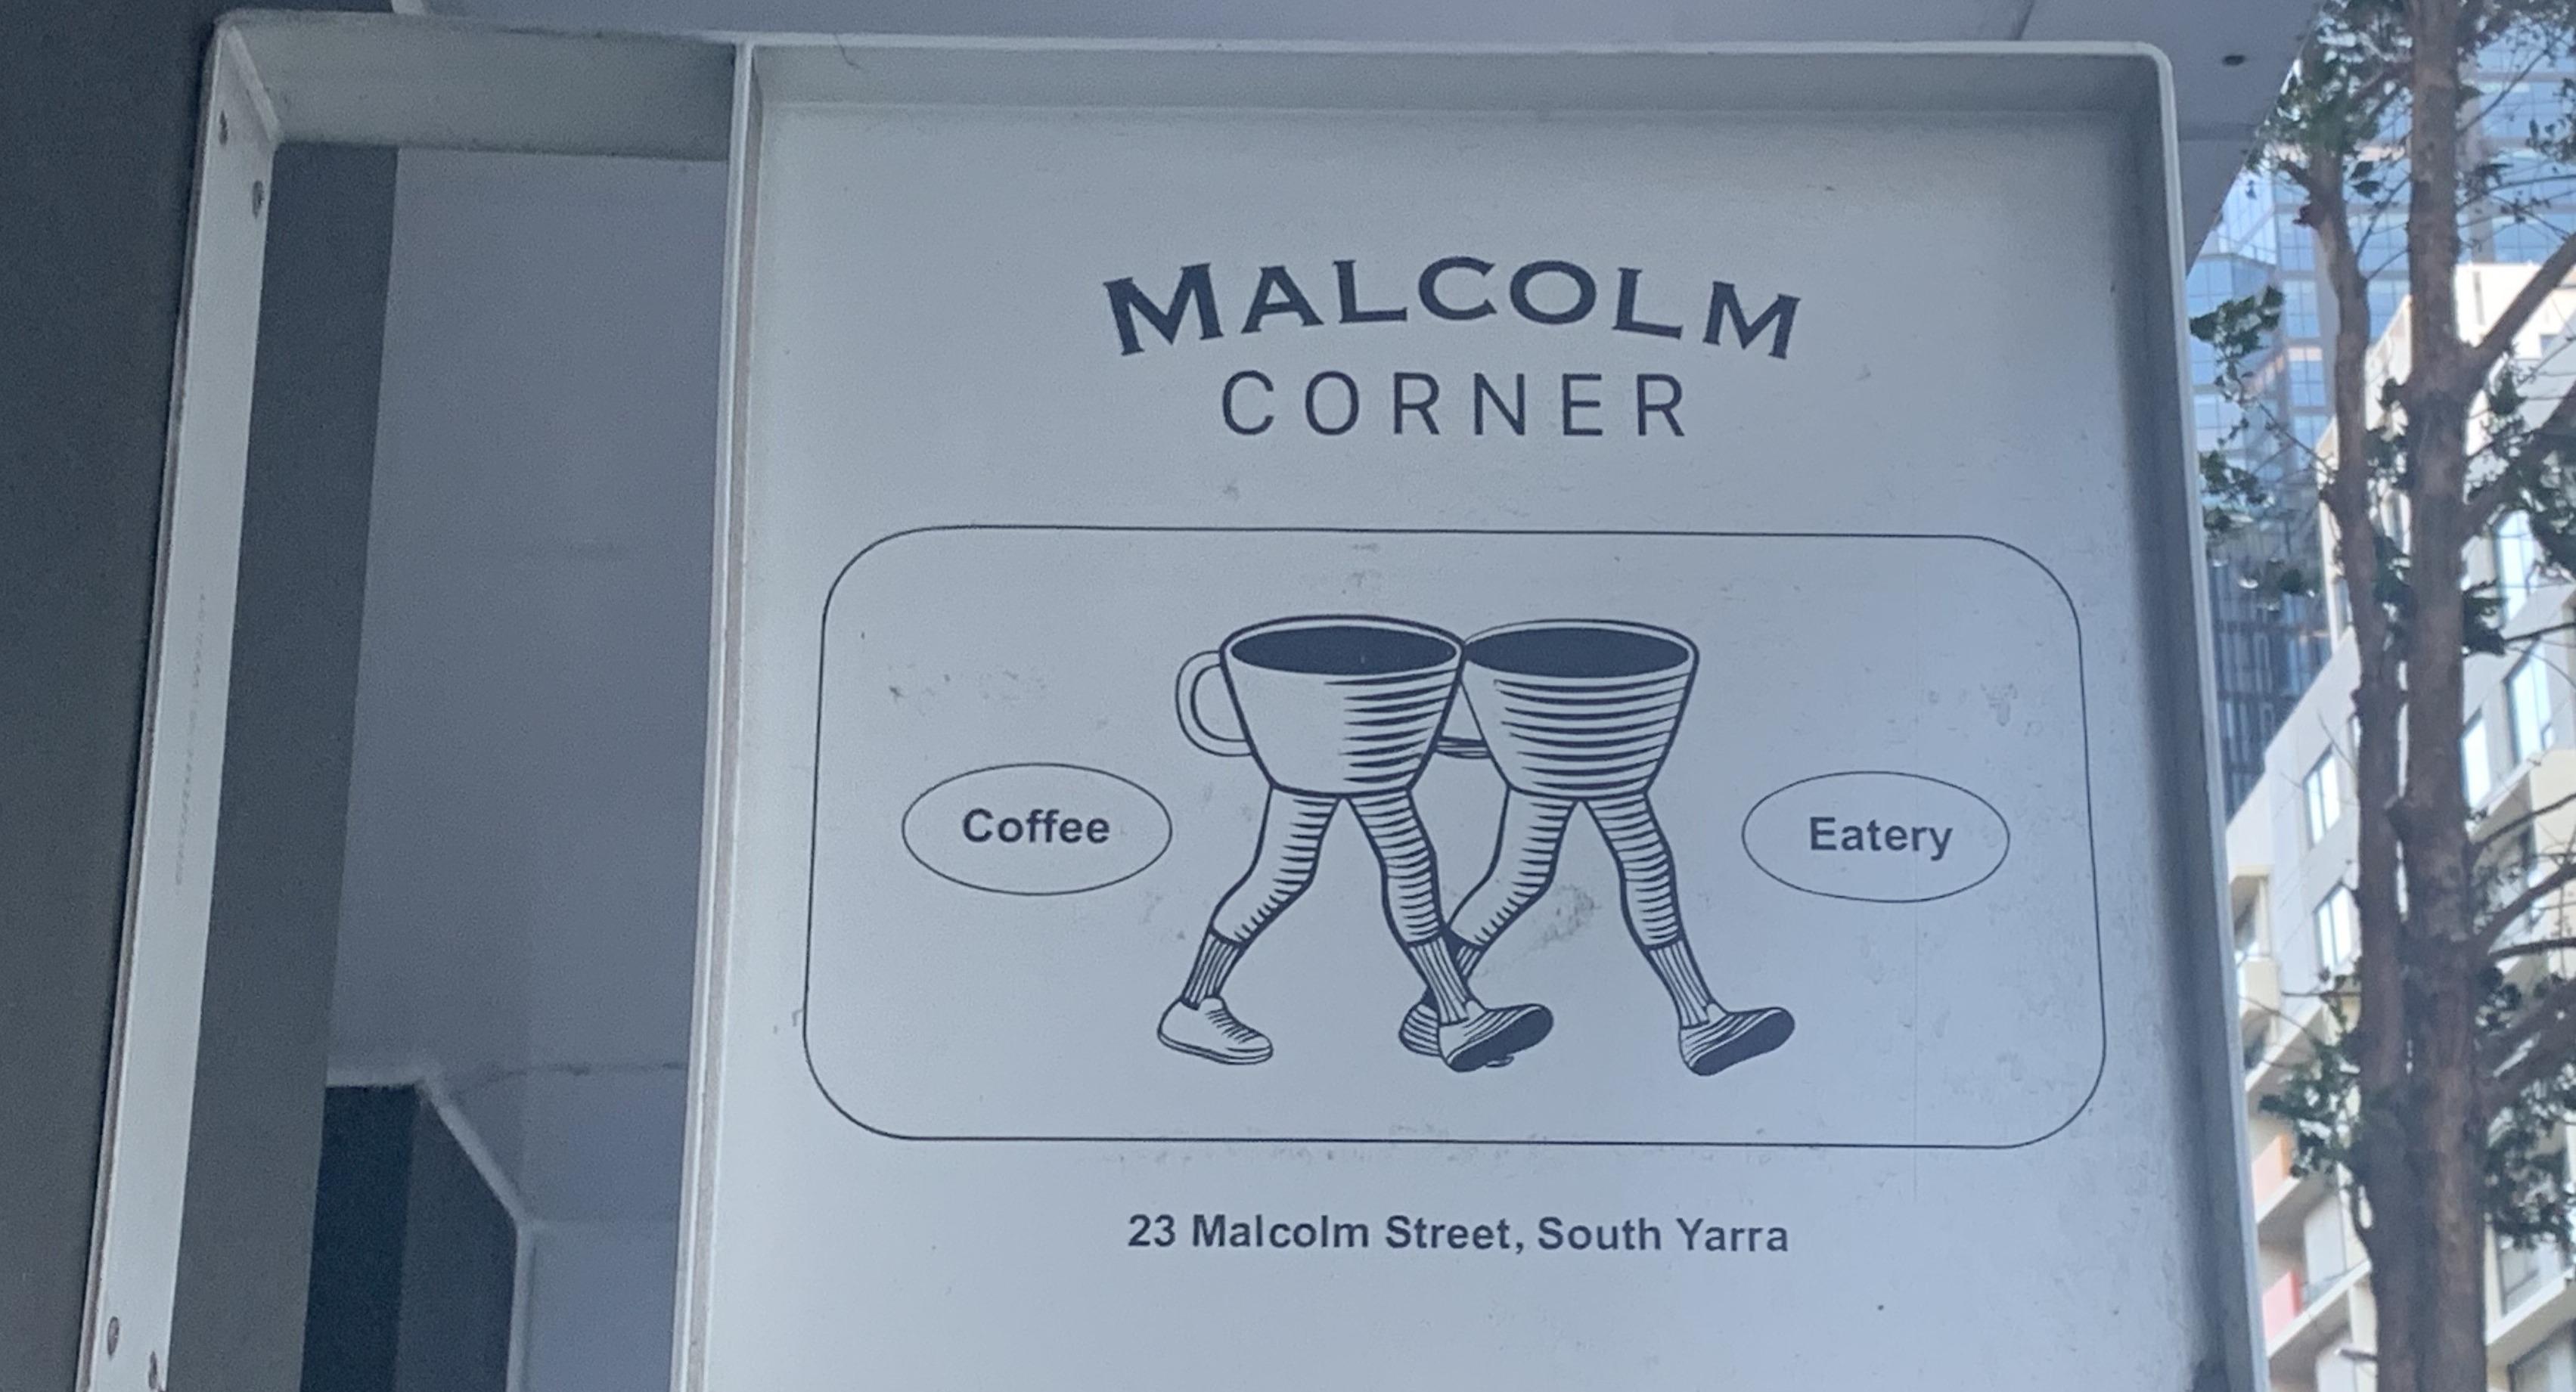 MALCOLM
CORNER
Coffee
Eatery
23 Malcolm Street, South Yarra